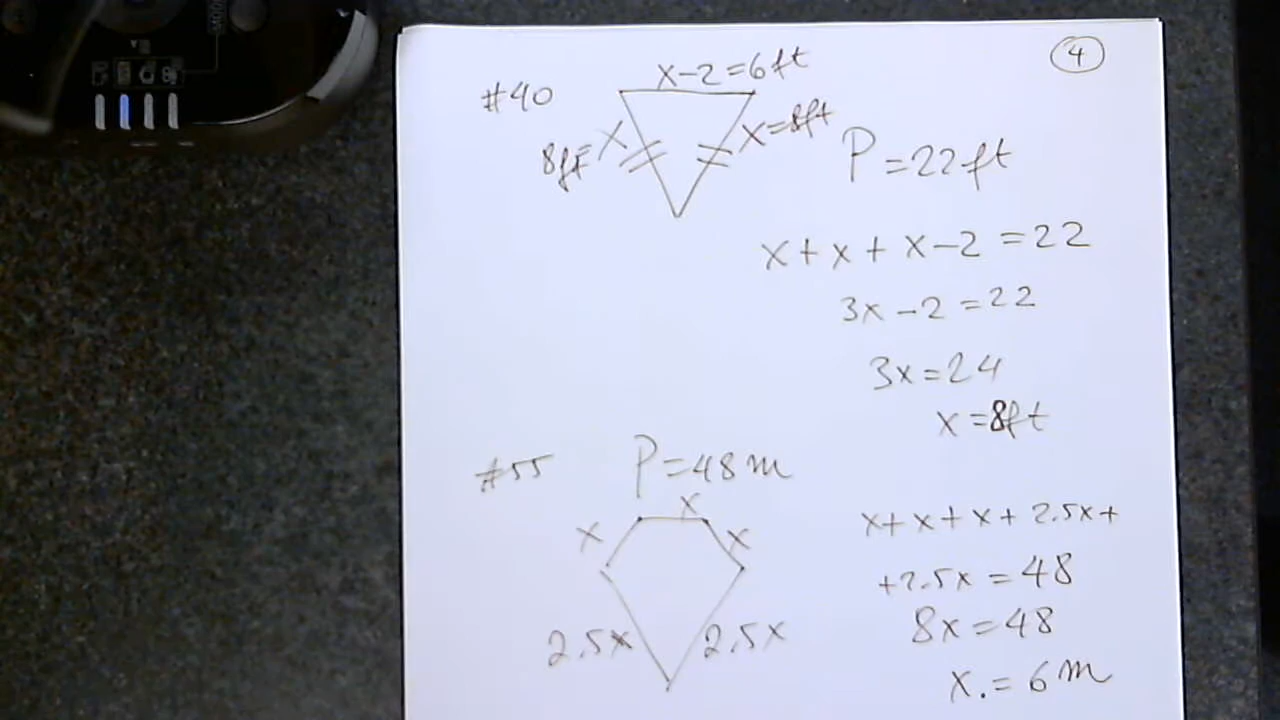 4
#40
x-2=6ft
8ft=x
x=8ft
P=22ft
x+x+x-2=22
3x-2=22
3x=24
x=8ft
#55
P=48m
x
x
x
2.5x
2.5x
x+x+x+2.5x+
+2.5x=48
8x=48
x.=6m